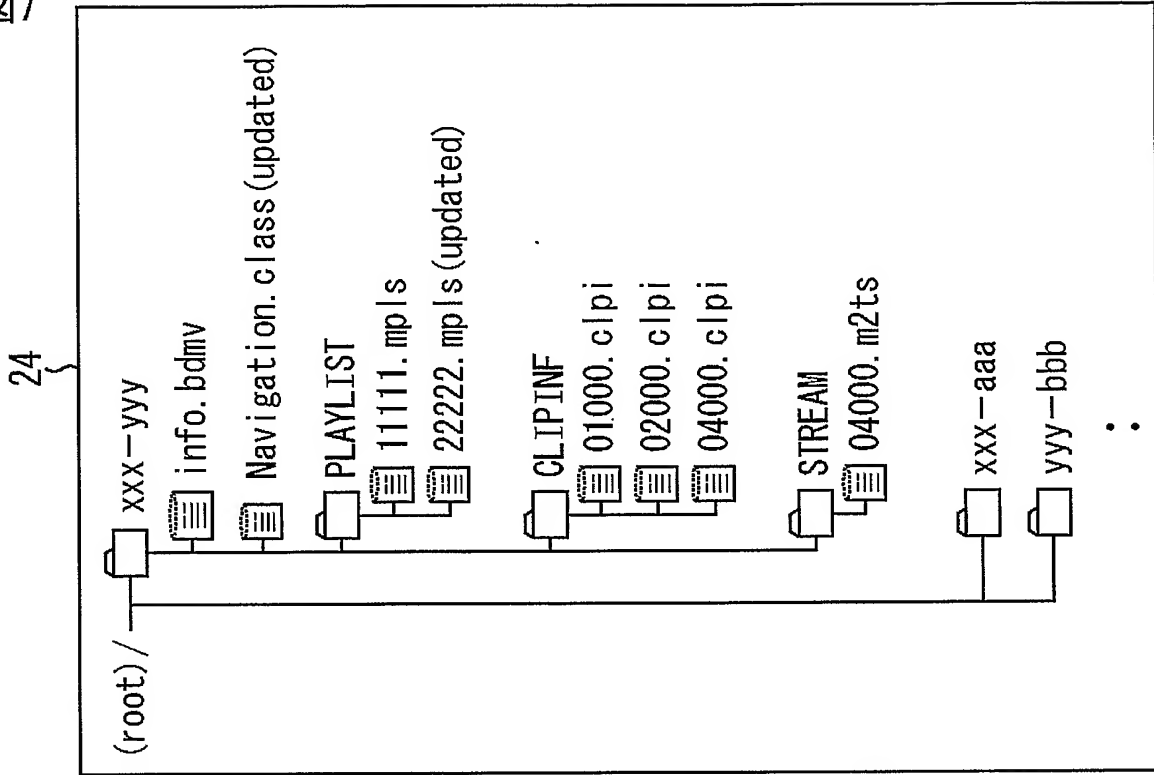 図7
24
(root)/
xxx-yyy
info.bdmv
Navigation.class(updated)
PLAYLIST
11111.mpls
22222.mpls(updated)
CLIPINF
01000.clpi
02000.clpi
04000.clpi
STREAM
04000.m2ts
xxx-aaa
yyy-bbb